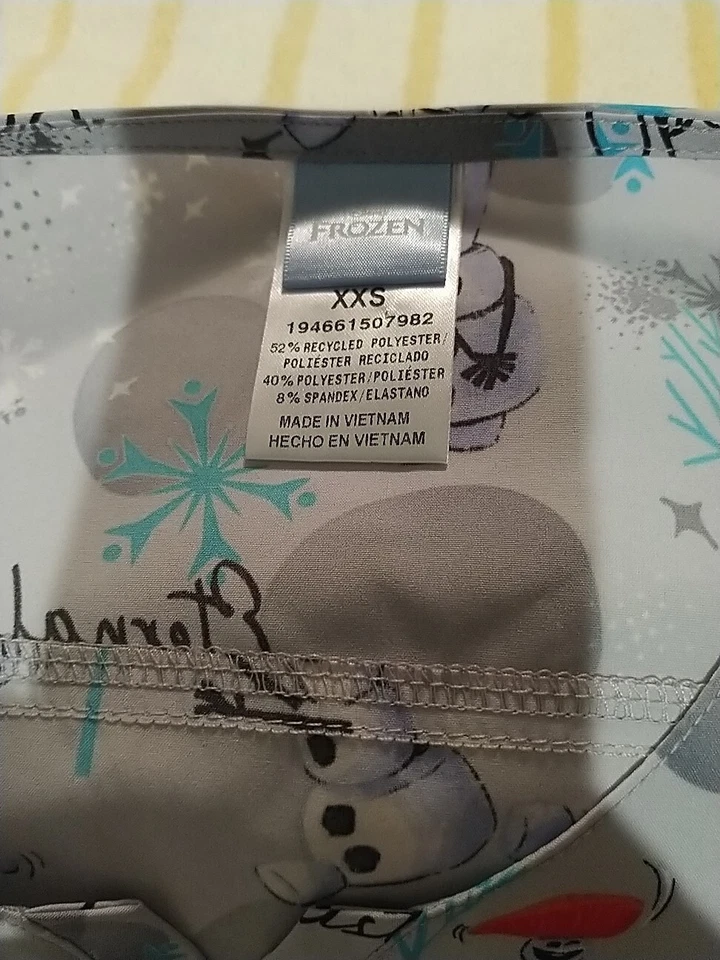 FROZEN
XXS
194661507982
52% RECYCLED POLYESTER/
POLIÉSTER RECICLADO
40% POLYESTER/POLIÉSTER
8% SPANDEX/ELASTANO
MADE IN VIETNAM
HECHO EN VIETNAM